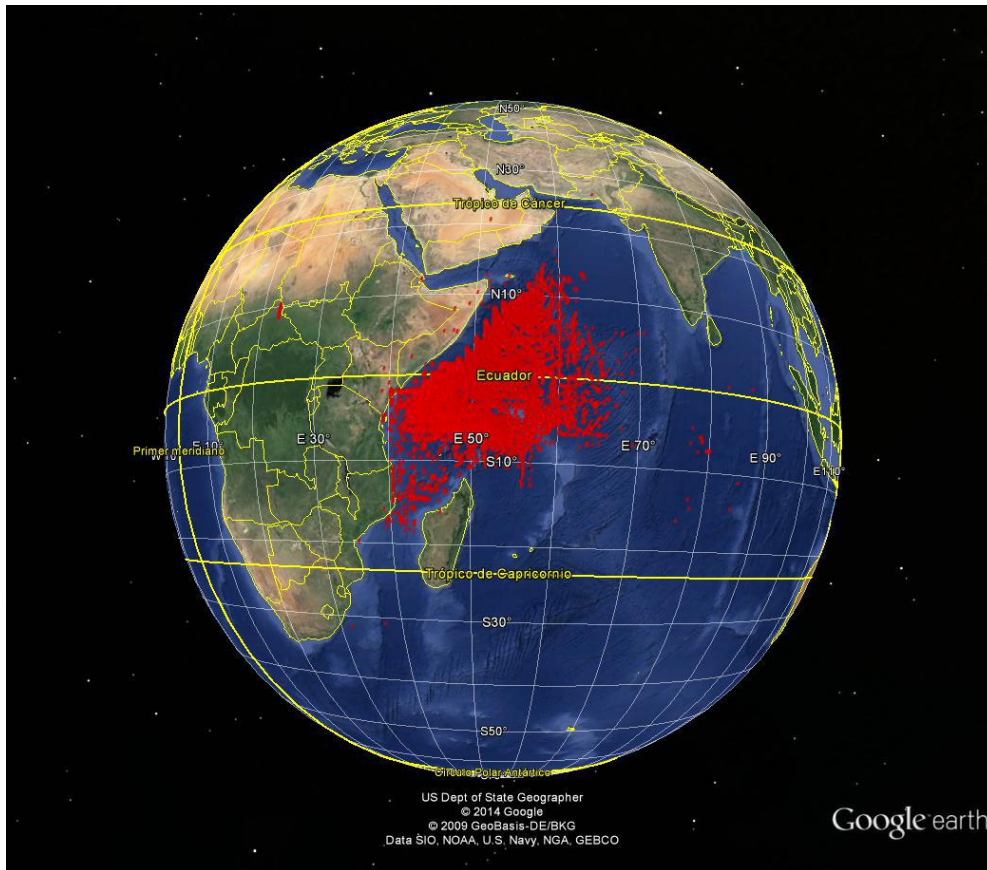 N50°
N30°
Trópico de Cáncer
N10°
Ecuador
E 10°
E 30°
E 50°
E 70°
E 90°
E110°
Primer meridiano
S10°
Trópico de Capricornio
S30°
S50°
Círculo Polar Antártico
US Dept of State Geographer
© 2014 Google
© 2009 GeoBasis-DE/BKG
Data SIO, NOAA, U.S. Navy, NGA, GEBCO
Google earth